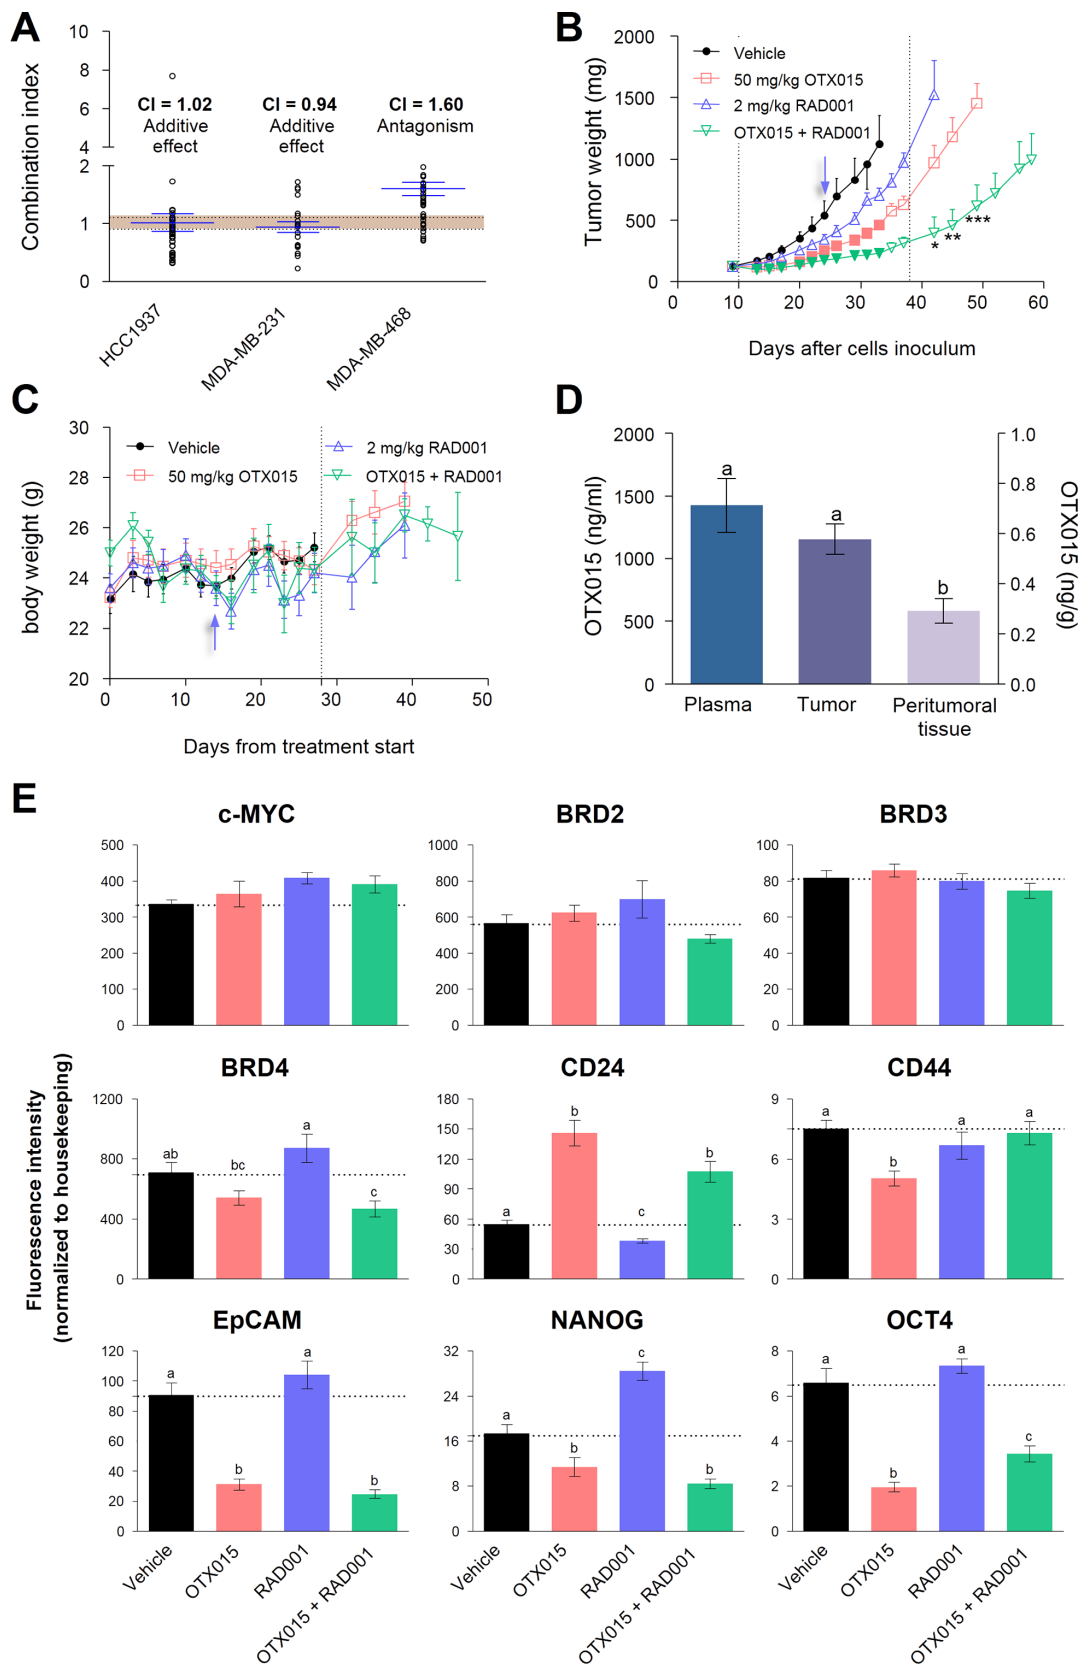 A
Combination index
10
8
6
4
2
1
0
CI = 1.02
Additive
effect
CI = 0.94
Additive
effect
CI = 1.60
Antagonism
HCC1937
MDA-MB-231
MDA-MB-468
B
Tumor weight (mg)
2000
1500
1000
500
0
Vehicle
50 mg/kg OTX015
2 mg/kg RAD001
OTX015 + RAD001
*
**
***
0
10
20
30
40
50
60
Days after cells inoculum
C
body weight (g)
30
28
26
24
22
20
Vehicle
50 mg/kg OTX015
2 mg/kg RAD001
OTX015 + RAD001
0
10
20
30
40
50
Days from treatment start
D
OTX015 (ng/ml)
2000
1500
1000
500
0
a
a
b
1.0
0.8
0.6
0.4
0.2
0.0
OTX015 (ng/g)
Plasma
Tumor
Peritumoral
tissue
E
Fluorescence intensity
(normalized to housekeeping)
c-MYC
500
400
300
200
100
0
BRD2
1000
800
600
400
200
0
BRD3
100
80
60
40
20
0
BRD4
1200
800
400
0
ab
bc
a
c
CD24
180
150
120
90
60
30
0
a
b
c
b
CD44
9
6
3
0
a
b
a
a
EpCAM
120
100
80
60
40
20
0
a
b
a
b
Vehicle
OTX015
RAD001
OTX015 + RAD001
NANOG
32
24
16
8
0
a
b
c
b
Vehicle
OTX015
RAD001
OTX015 + RAD001
OCT4
8
6
4
2
0
a
b
a
c
Vehicle
OTX015
RAD001
OTX015 + RAD001